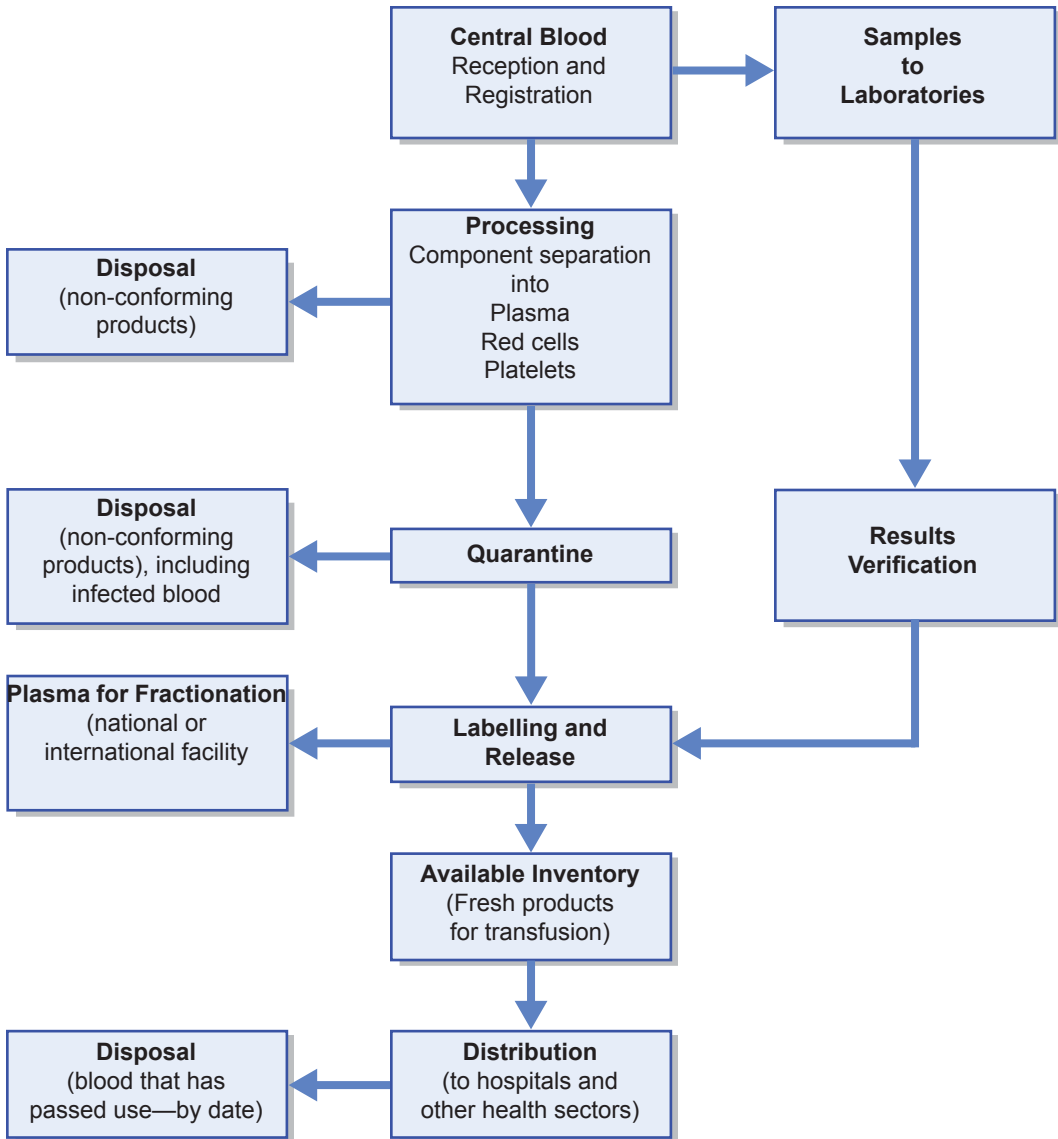 Central Blood
Reception and
Registration
Samples
to
Laboratories
Processing
Component separation
into
Plasma
Red cells
Platelets
Disposal
(non-conforming
products)
Disposal
(non-conforming
products), including
infected blood
Quarantine
Results
Verification
Plasma for Fractionation
(national or
international facility
Labelling and
Release
Available Inventory
(Fresh products
for transfusion)
Disposal
(blood that has
passed use—by date)
Distribution
(to hospitals and
other health sectors)